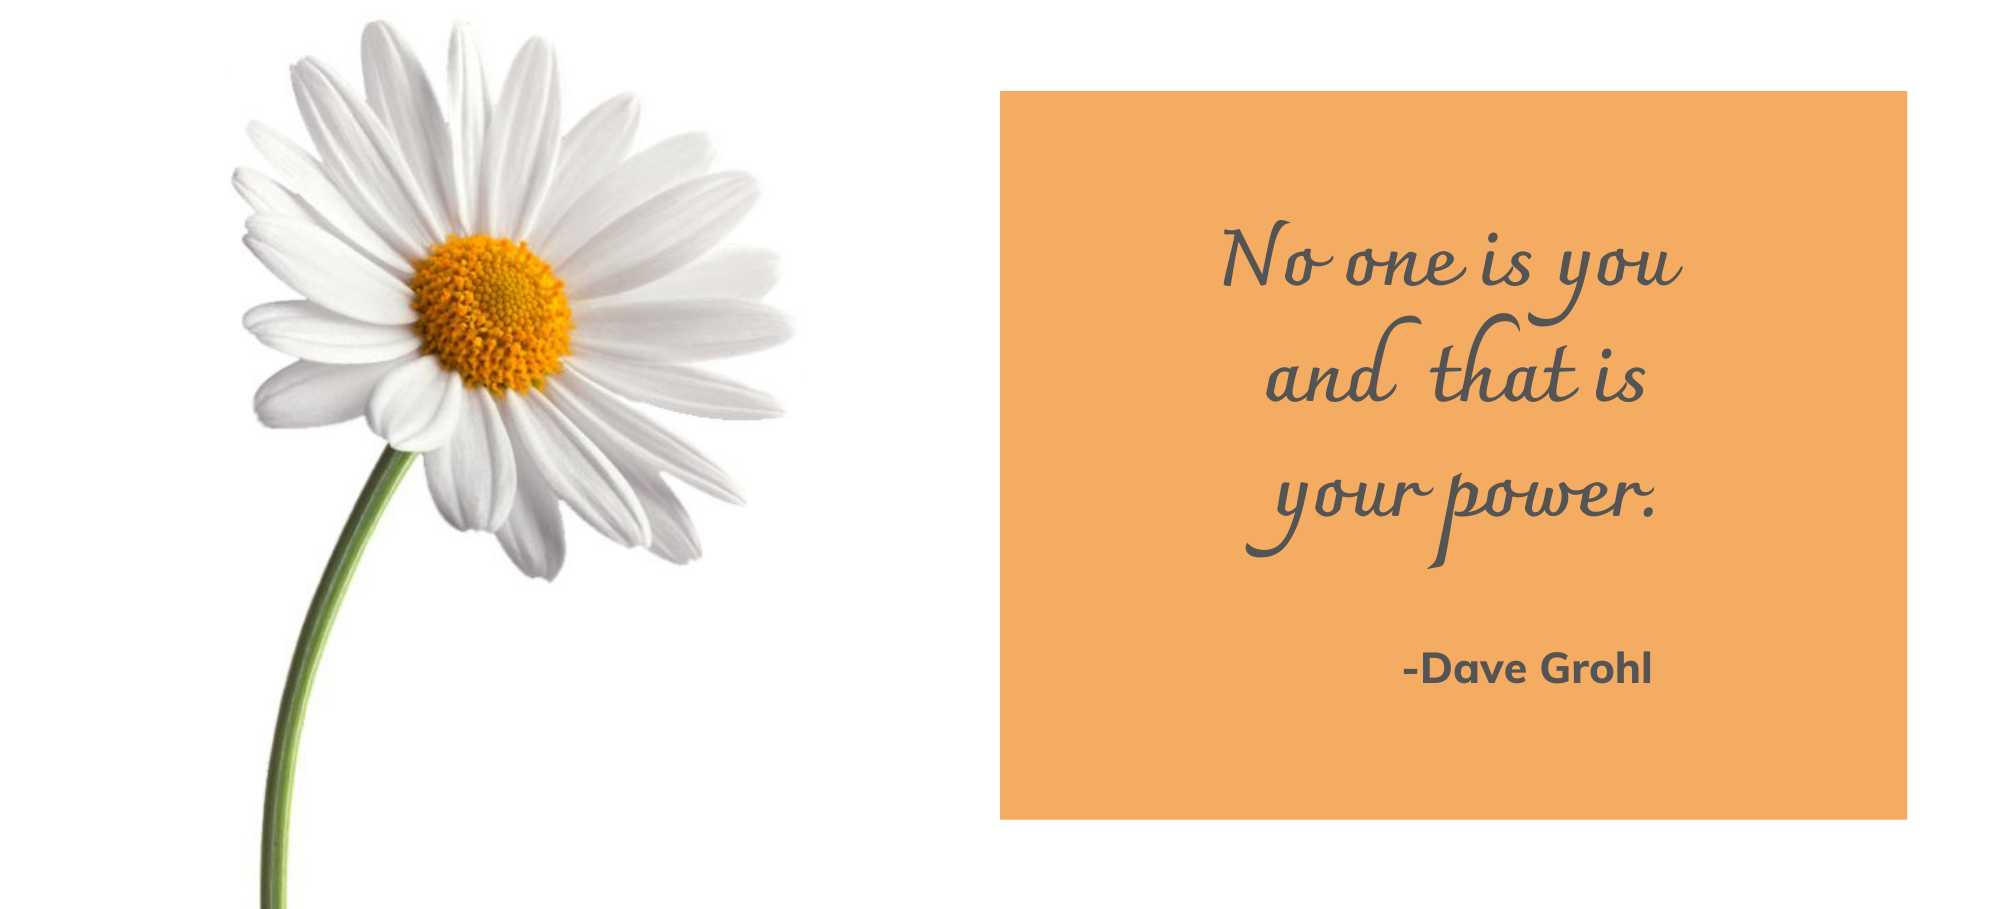 No one is you
and that is
your power.
-Dave Grohl